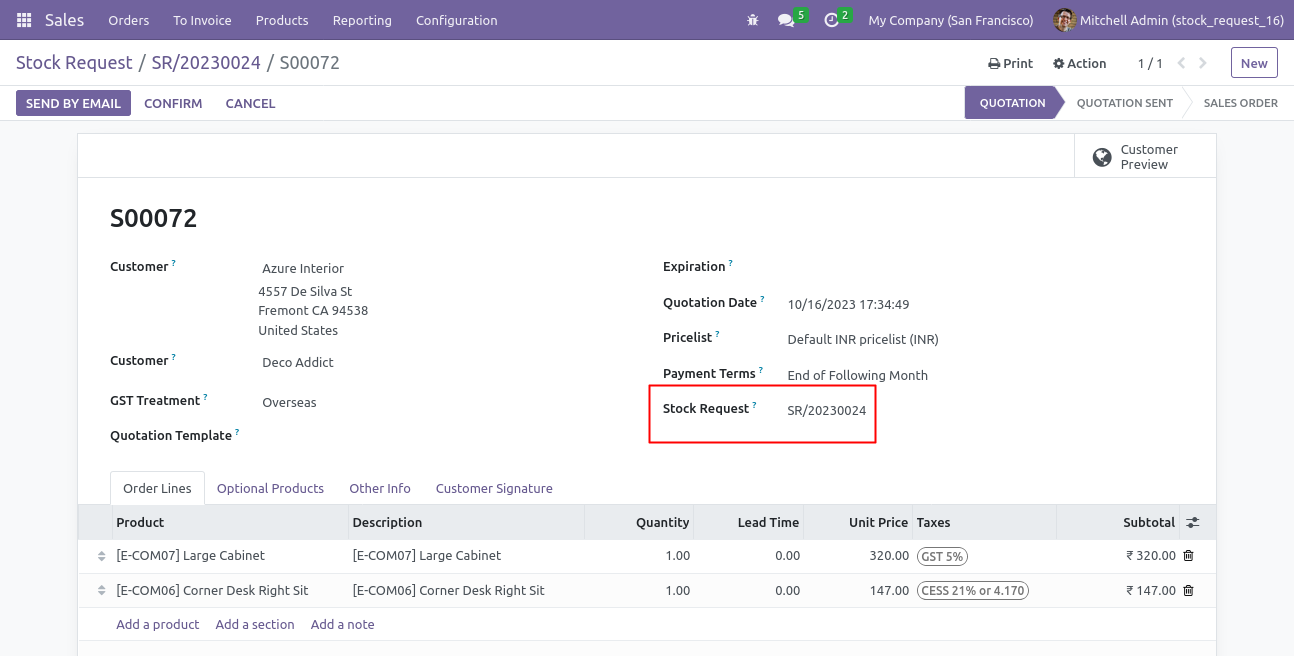 Sales Orders To Invoice Products Reporting Configuration 5 2 My Company (San Francisco) Mitchell Admin (stock_request_16)
Stock Request / SR/20230024 / S00072 Print Action 1 / 1 New
SEND BY EMAIL CONFIRM CANCEL QUOTATION QUOTATION SENT SALES ORDER
Customer
Preview
S00072
Customer ? Azure Interior
4557 De Silva St
Fremont CA 94538
United States
Customer ? Deco Addict
GST Treatment ? Overseas
Quotation Template ?
Expiration ?
Quotation Date ? 10/16/2023 17:34:49
Pricelist ? Default INR pricelist (INR)
Payment Terms ? End of Following Month
Stock Request ? SR/20230024
Order Lines Optional Products Other Info Customer Signature
Product Description Quantity Lead Time Unit Price Taxes Subtotal
[E-COM07] Large Cabinet [E-COM07] Large Cabinet 1.00 0.00 320.00 GST 5% ₹ 320.00
[E-COM06] Corner Desk Right Sit [E-COM06] Corner Desk Right Sit 1.00 0.00 147.00 CESS 21% or 4.170 ₹ 147.00
Add a product Add a section Add a note